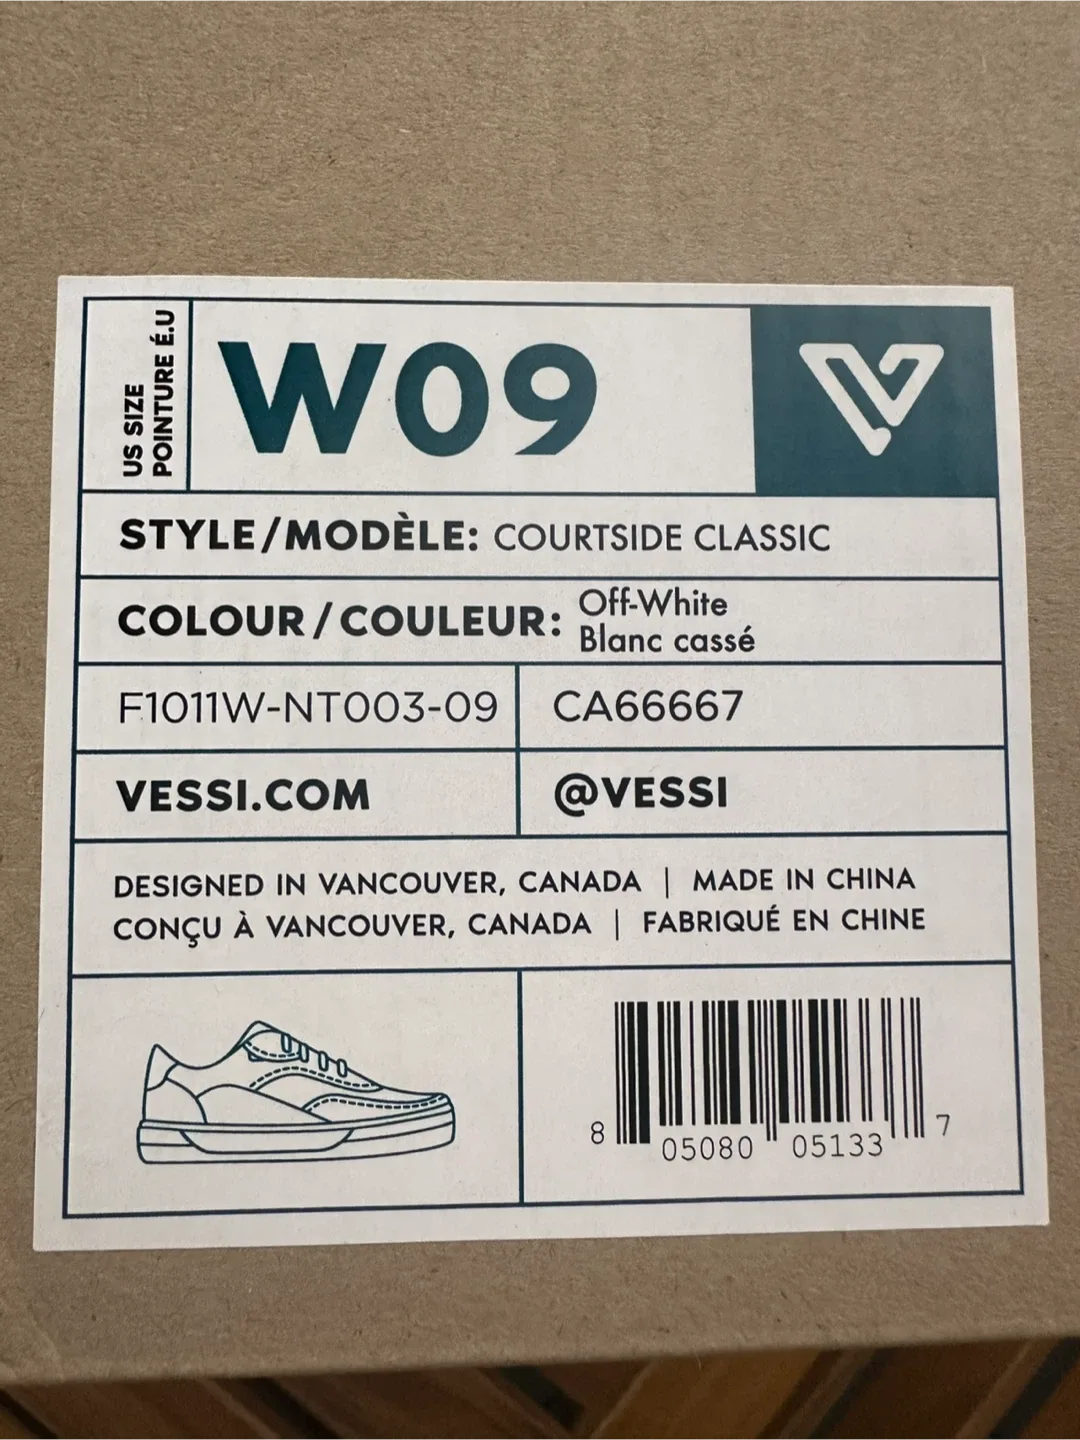 US SIZE
POINTURE É.U
W09
STYLE/MODÈLE: COURTSIDE CLASSIC
COLOUR/COULEUR: Off-White
Blanc cassé
F1011W-NT003-09
CA66667
VESSI.COM
@VESSI
DESIGNED IN VANCOUVER, CANADA | MADE IN CHINA
CONÇU À VANCOUVER, CANADA | FABRIQUÉ EN CHINE
8 05080 05133 7